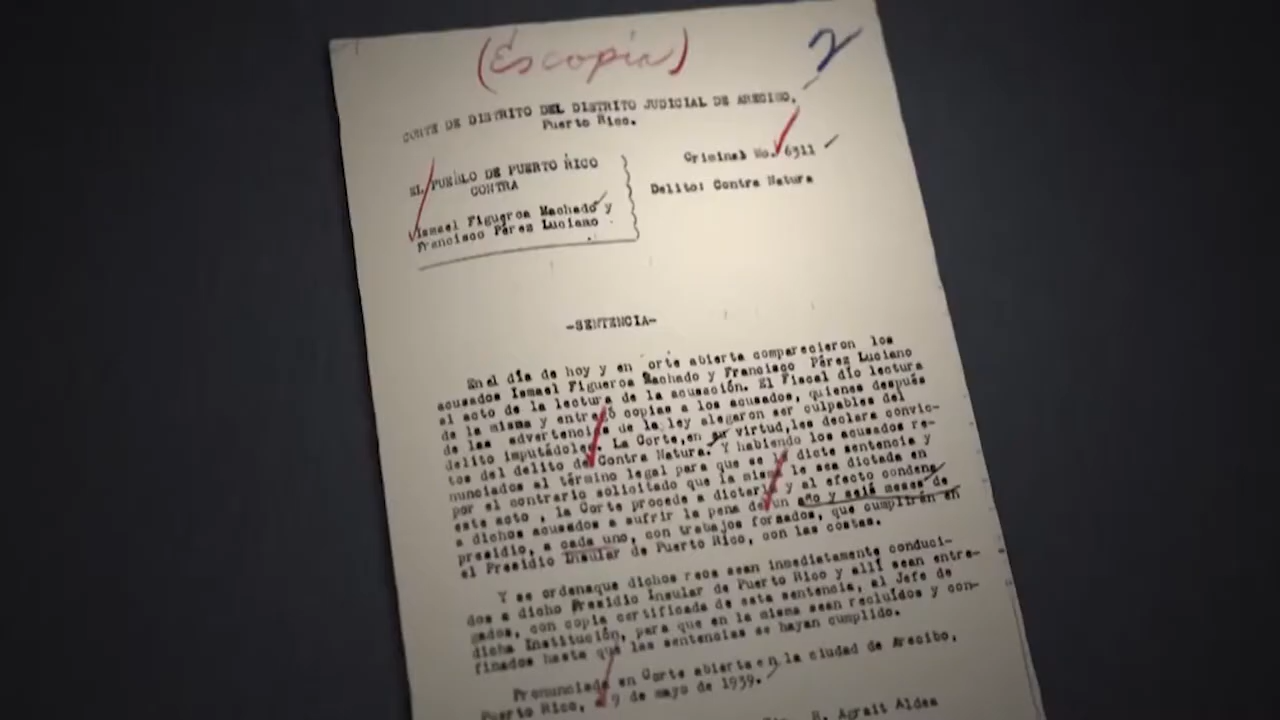 (Es copia)
2
CORTE DE DISTRITO DEL DISTRITO JUDICIAL DE ARECIBO,
Puerto Rico.
EL PUEBLO DE PUERTO RICO
CONTRA
Ismael Figueroa Machado y
Francisco Pérez Luciano
Criminal No. 6311
Delito: Contra Natura
-SENTENCIA-
En el día de hoy y en orte abierta comparecieron los
acusados Ismael Figueroa Machado y Francisco Pérez Luciano
al acto de la lectura de la acusación. El Fiscal dío lectura
de la misma y entregó copias a los acusados, quienes después
de las advertencias de la ley alegaron ser culpables del
delito imputádoles. La Corte,en su virtud,les declara convic-
tos del delito de Contra Natura. Y habiendo los acusados re-
nunciados al término legal para que se le dicte sentencia y
por el contrario solicitado que la misma le sea dictada en
este acto , la Corte procede a dictarla y al efecto condena
a dichos acusados a sufrir la pena de un año y seis meses de
presidio, a cada uno, con trabajos forzados, que cumplirán en
el Presidio Insular de Puerto Rico, con las costas.
Y se ordenaque dichos reos sean inmediatamente conduci-
dos a dicho Presidio Insular de Puerto Rico y allí sean entre-
gados, con copia certificada de esta sentencia, al Jefe de
dicha Institución, para que en la misma sean recluídos y con-
finados hasta que las sentencias se hayan cumplido.
Pronunciada en Corte abierta en la ciudad de Arecibo,
Puerto Rico, a 9 de mayo de 1939.
R. Agrait Aldea